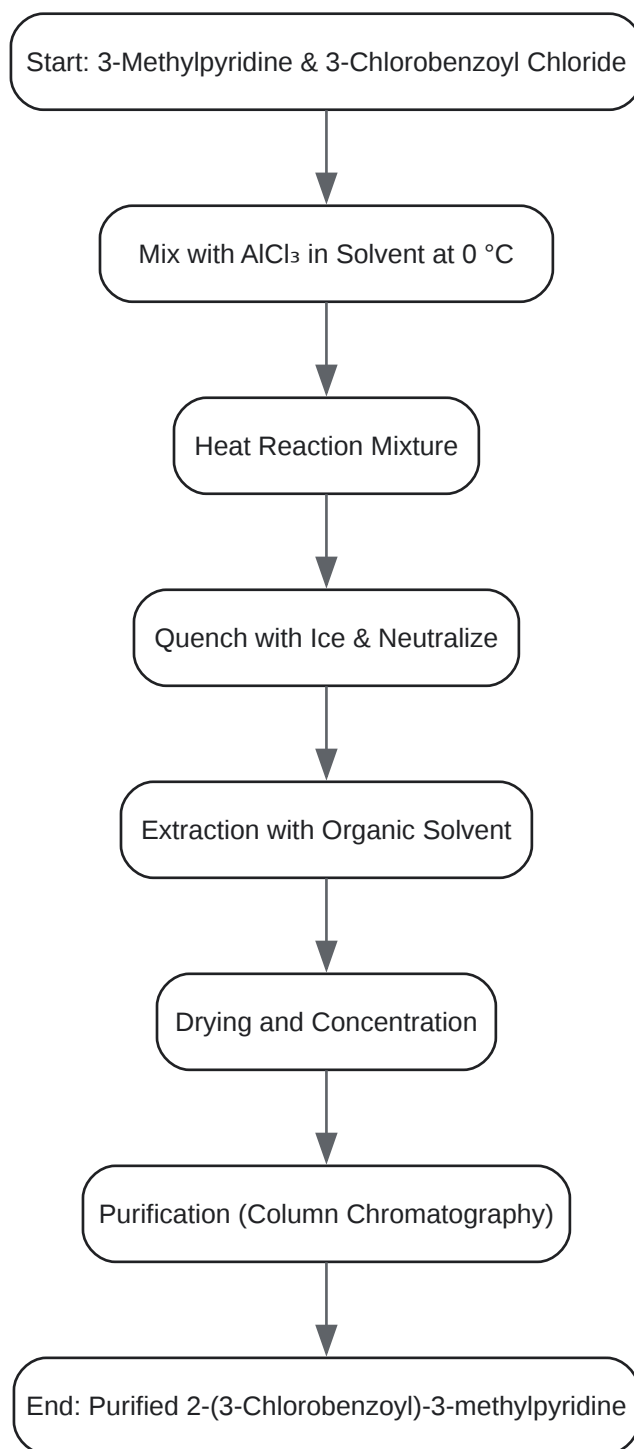 Start: 3-Methylpyridine & 3-Chlorobenzoyl Chloride
Mix with AlCl₃ in Solvent at 0 °C
Heat Reaction Mixture
Quench with Ice & Neutralize
Extraction with Organic Solvent
Drying and Concentration
Purification (Column Chromatography)
End: Purified 2-(3-Chlorobenzoyl)-3-methylpyridine